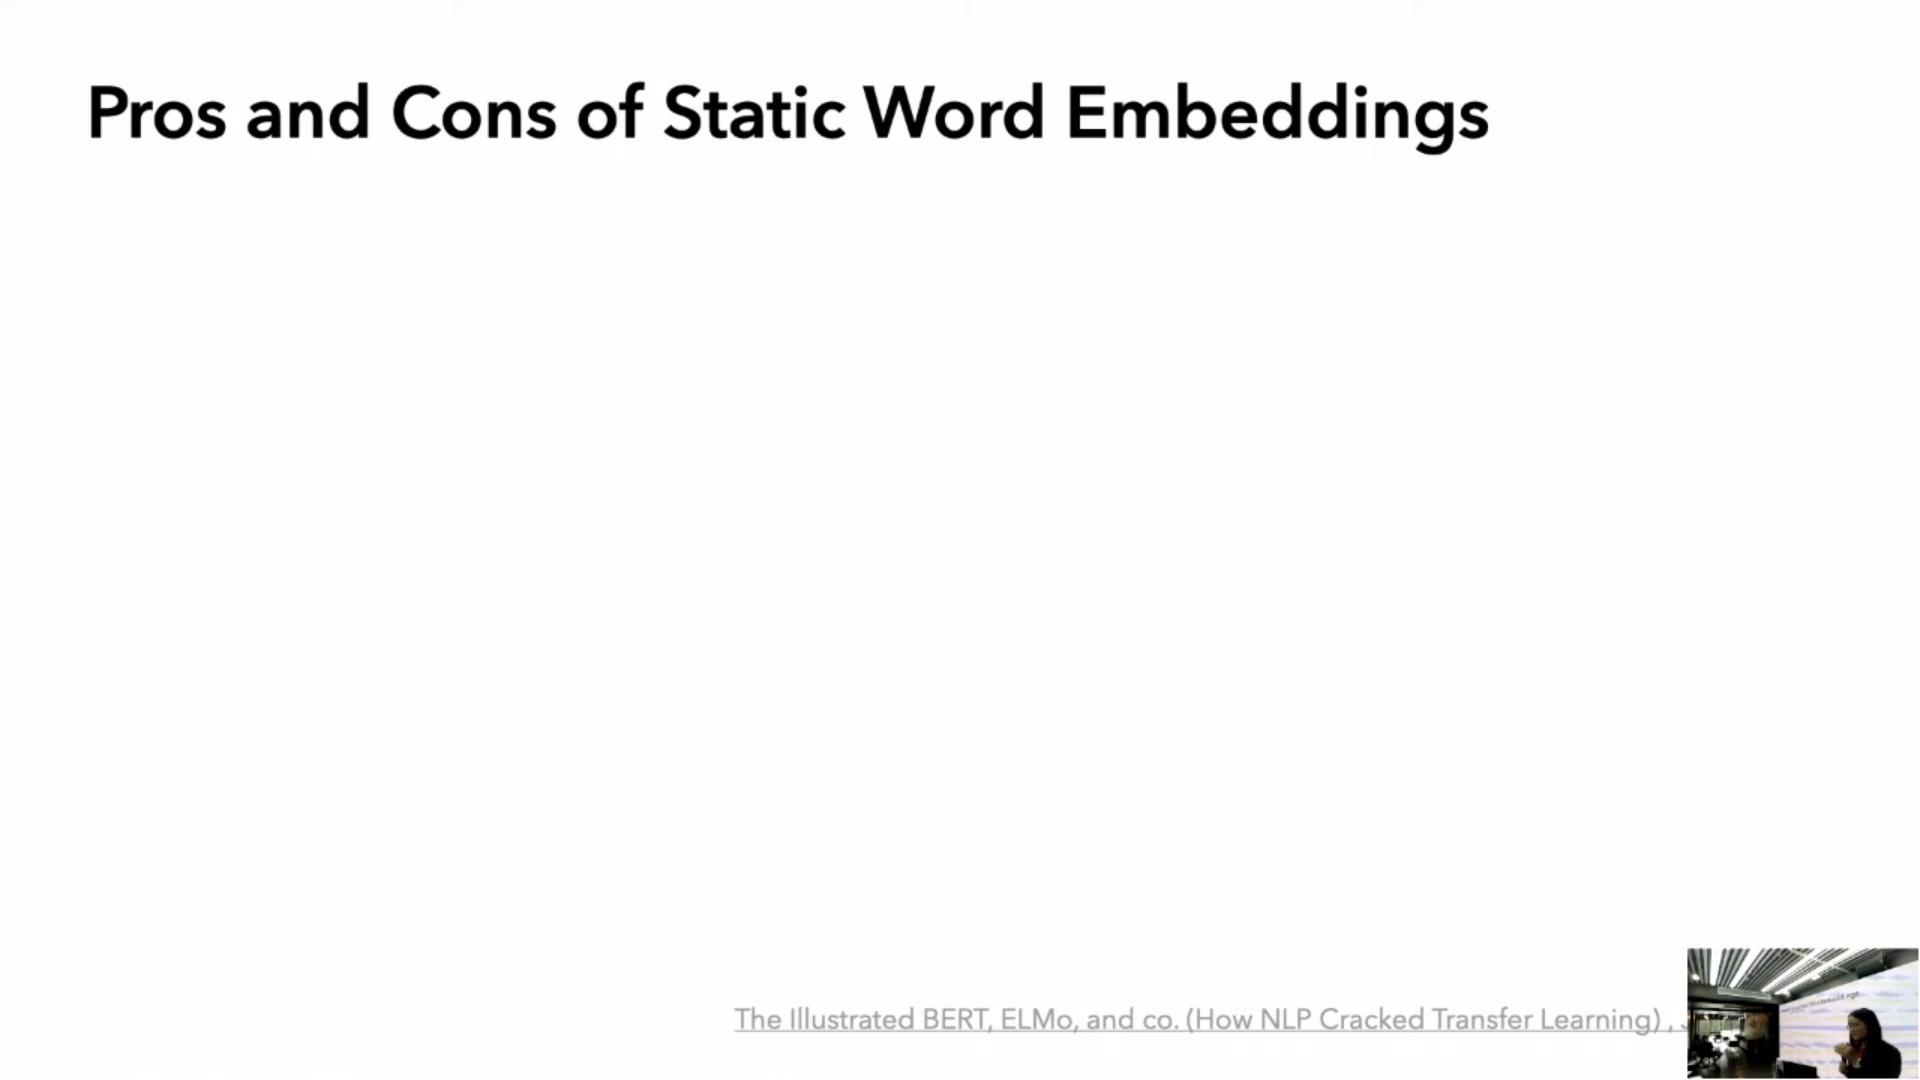 Pros and Cons of Static Word Embeddings
The Illustrated BERT, ELMo, and co. (How NLP Cracked Transfer Learning) ,